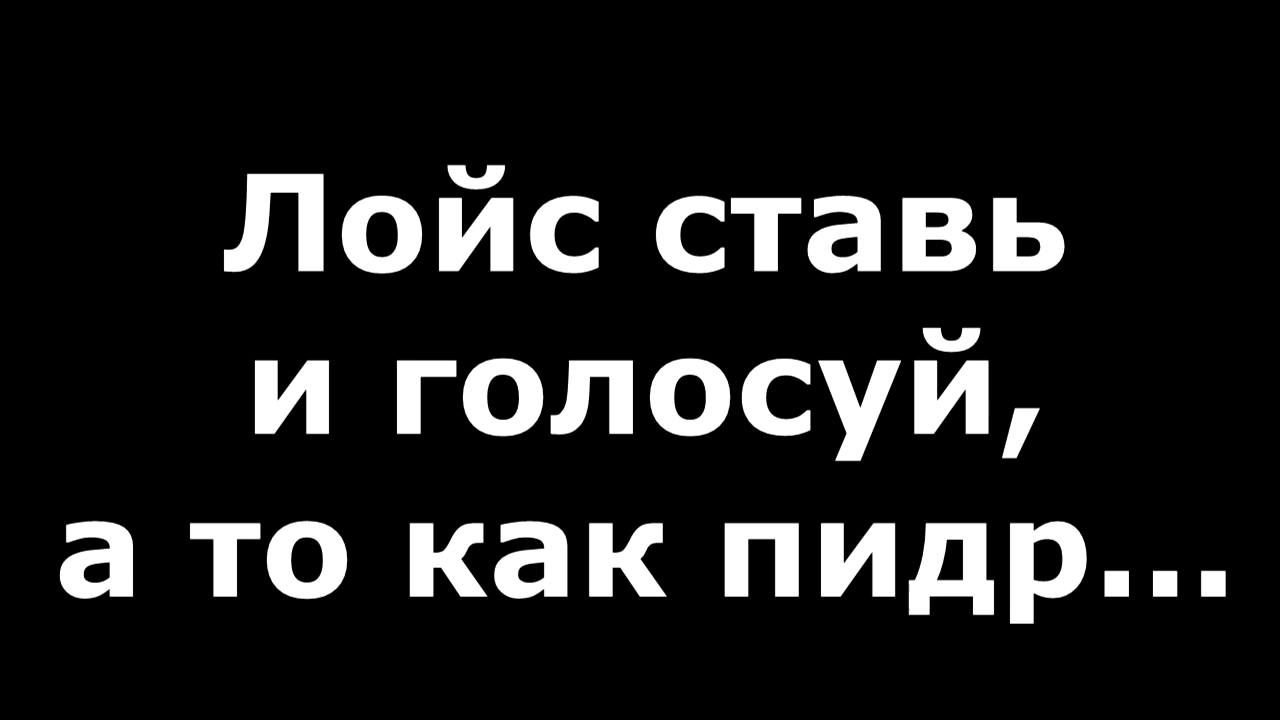 Лойс ставь
и голосуй,
а то как пидр...